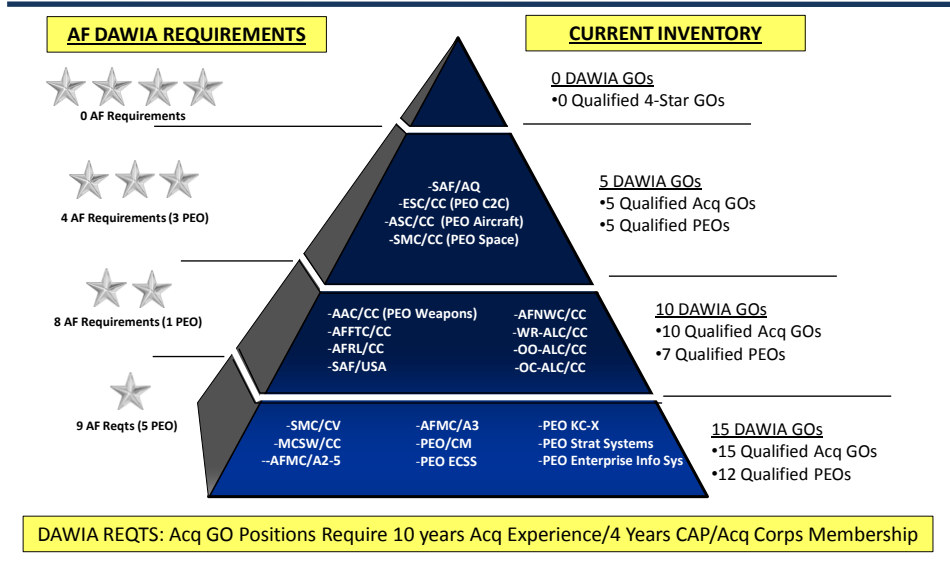 AF DAWIA REQUIREMENTS
CURRENT INVENTORY
0 AF Requirements
0 DAWIA GOs
•0 Qualified 4-Star GOs
4 AF Requirements (3 PEO)
-SAF/AQ
-ESC/CC (PEO C2C)
-ASC/CC  (PEO Aircraft)
-SMC/CC (PEO Space)
5 DAWIA GOs
•5 Qualified Acq GOs
•5 Qualified PEOs
8 AF Requirements (1 PEO)
-AAC/CC (PEO Weapons)
-AFFTC/CC
-AFRL/CC
-SAF/USA
-AFNWC/CC
-WR-ALC/CC
-OO-ALC/CC
-OC-ALC/CC
10 DAWIA GOs
•10 Qualified Acq GOs
•7 Qualified PEOs
9 AF Reqts (5 PEO)
-SMC/CV
-MCSW/CC
--AFMC/A2-5
-AFMC/A3
-PEO/CM
-PEO ECSS
-PEO KC-X
-PEO Strat Systems
-PEO Enterprise Info Sys
15 DAWIA GOs
•15 Qualified Acq GOs
•12 Qualified PEOs
DAWIA REQTS: Acq GO Positions Require 10 years Acq Experience/4 Years CAP/Acq Corps Membership